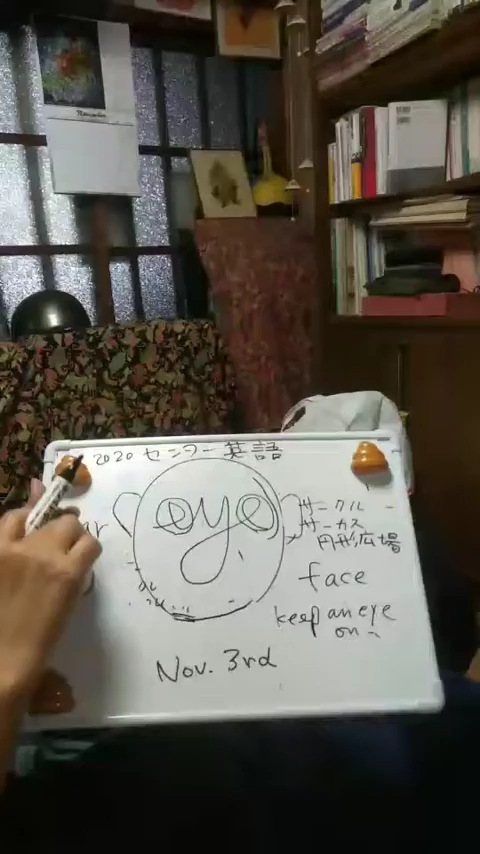 2020 センター英語
eye
サークル
サーカス
円形広場
face
keep an eye
on
Nov. 3rd